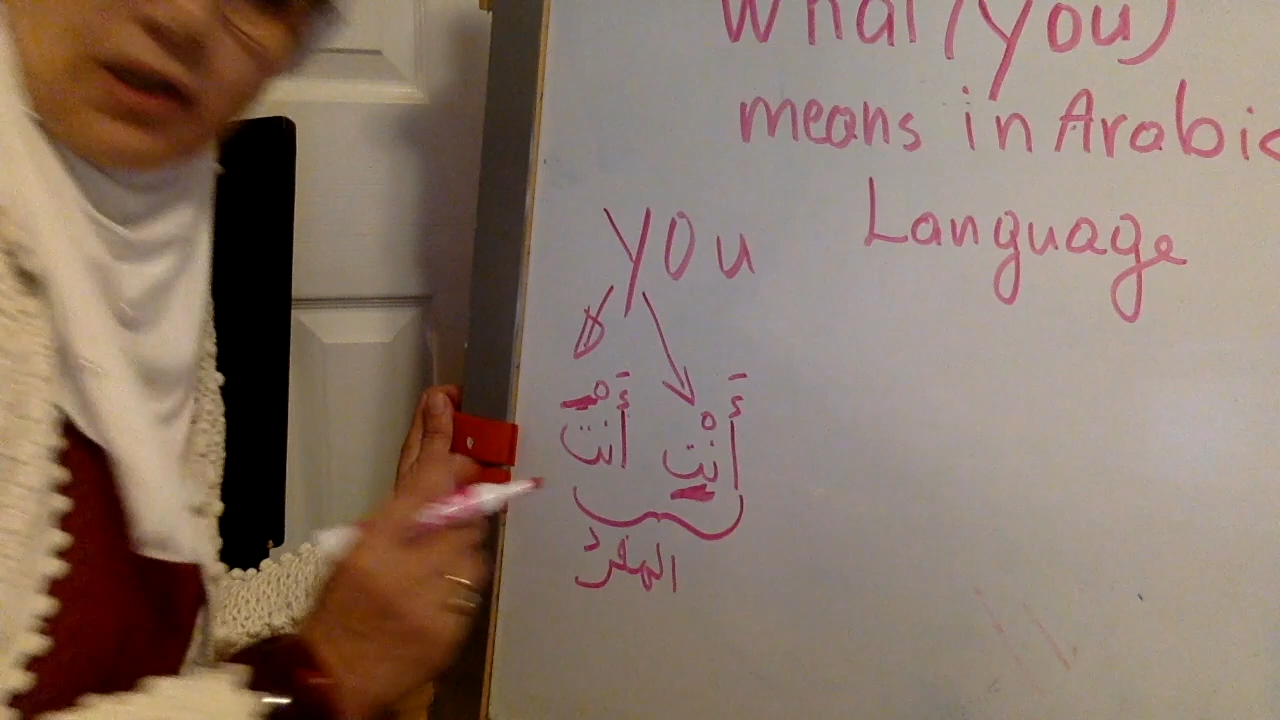 What (you)
means in Arabic
Language
you
أَنْتَ أَنْتِ
المفرد